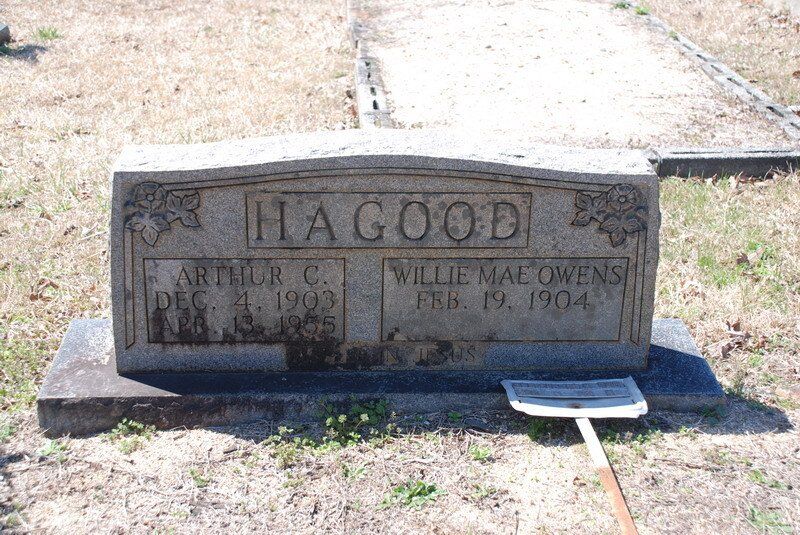 HAGOOD
ARTHUR C.
DEC. 4, 1903
APR. 13, 1955
WILLIE MAE OWENS
FEB. 19, 1904
IN JESUS